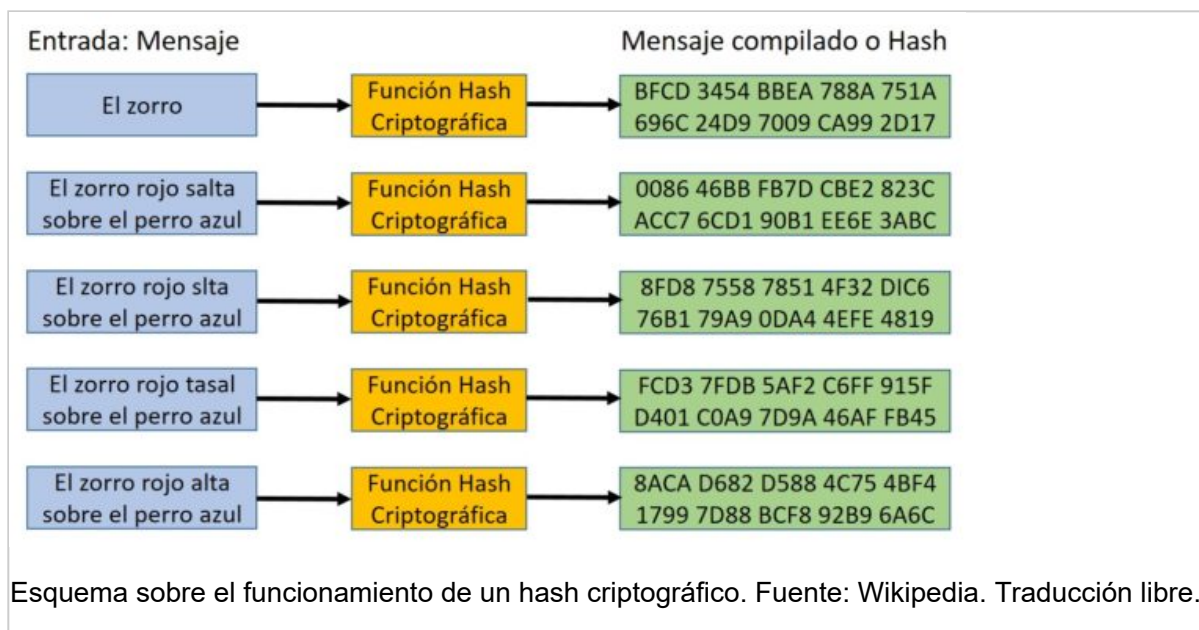 Entrada: Mensaje
Mensaje compilado o Hash
El zorro
Función Hash
Criptográfica
BFCD 3454 BBEA 788A 751A
696C 24D9 7009 CA99 2D17
El zorro rojo salta
sobre el perro azul
Función Hash
Criptográfica
0086 46BB FB7D CBE2 823C
ACC7 6CD1 90B1 EE6E 3ABC
El zorro rojo slta
sobre el perro azul
Función Hash
Criptográfica
8FD8 7558 7851 4F32 DIC6
76B1 79A9 0DA4 4EFE 4819
El zorro rojo tasal
sobre el perro azul
Función Hash
Criptográfica
FCD3 7FDB 5AF2 C6FF 915F
D401 C0A9 7D9A 46AF FB45
El zorro rojo alta
sobre el perro azul
Función Hash
Criptográfica
8ACA D682 D588 4C75 4BF4
1799 7D88 BCF8 92B9 6A6C
Esquema sobre el funcionamiento de un hash criptográfico. Fuente: Wikipedia. Traducción libre.